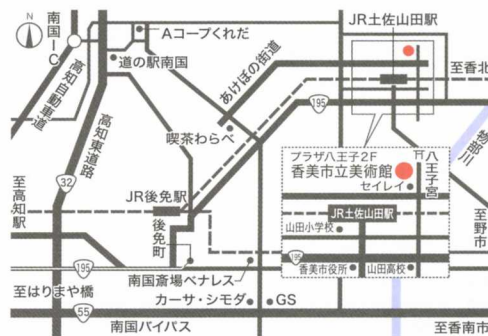 N
南国IC
Aコープくれだ
JR土佐山田駅
道の駅南国
あけぼの街道
至香北
高知自動車道
高知東道路
195
喫茶わらべ
物部川
プラザ八王子2F
香美市立美術館
八王子宮
セイレイ
32
JR後免駅
至高知駅
JR土佐山田駅
山田小学校
至野市
後免町
195
195
南国斎場ベナレス
香美市役所
山田高校
至はりまや橋
カーサ・シモダ
GS
55
南国バイパス
至香南市